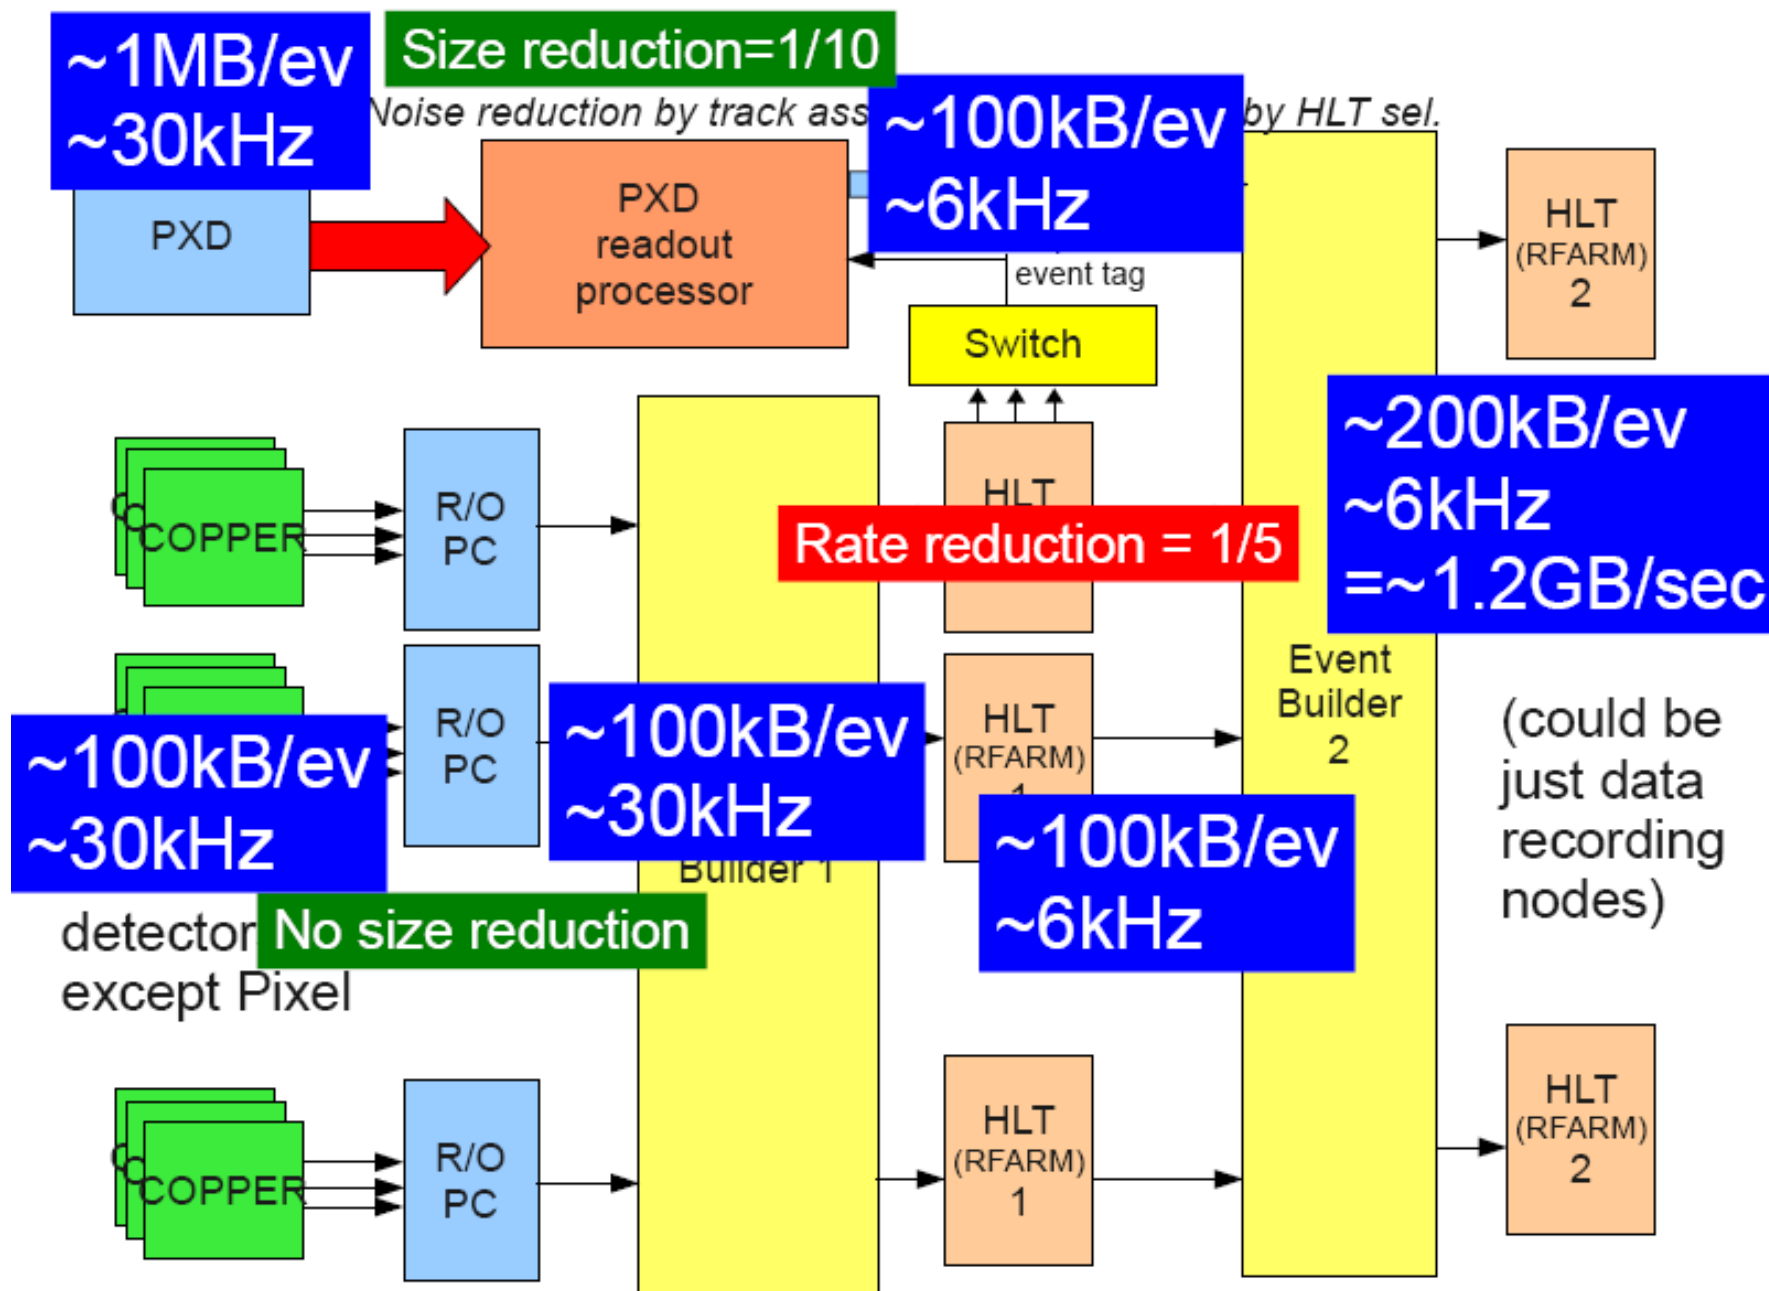 ~1MB/ev
~30kHz
Size reduction=1/10
Noise reduction by track
by HLT sel.
~100kB/ev
~6kHz
PXD
PXD
readout
processor
event tag
Switch
HLT
(RFARM)
2
~200kB/ev
~6kHz
=~1.2GB/sec
COPPER
R/O
PC
HLT
Rate reduction = 1/5
Event
Builder
2
(could be
just data
recording
nodes)
~100kB/ev
~30kHz
R/O
PC
~100kB/ev
~30kHz
Builder 1
HLT
(RFARM)
1
~100kB/ev
~6kHz
detector
except Pixel
No size reduction
COPPER
R/O
PC
HLT
(RFARM)
1
HLT
(RFARM)
2